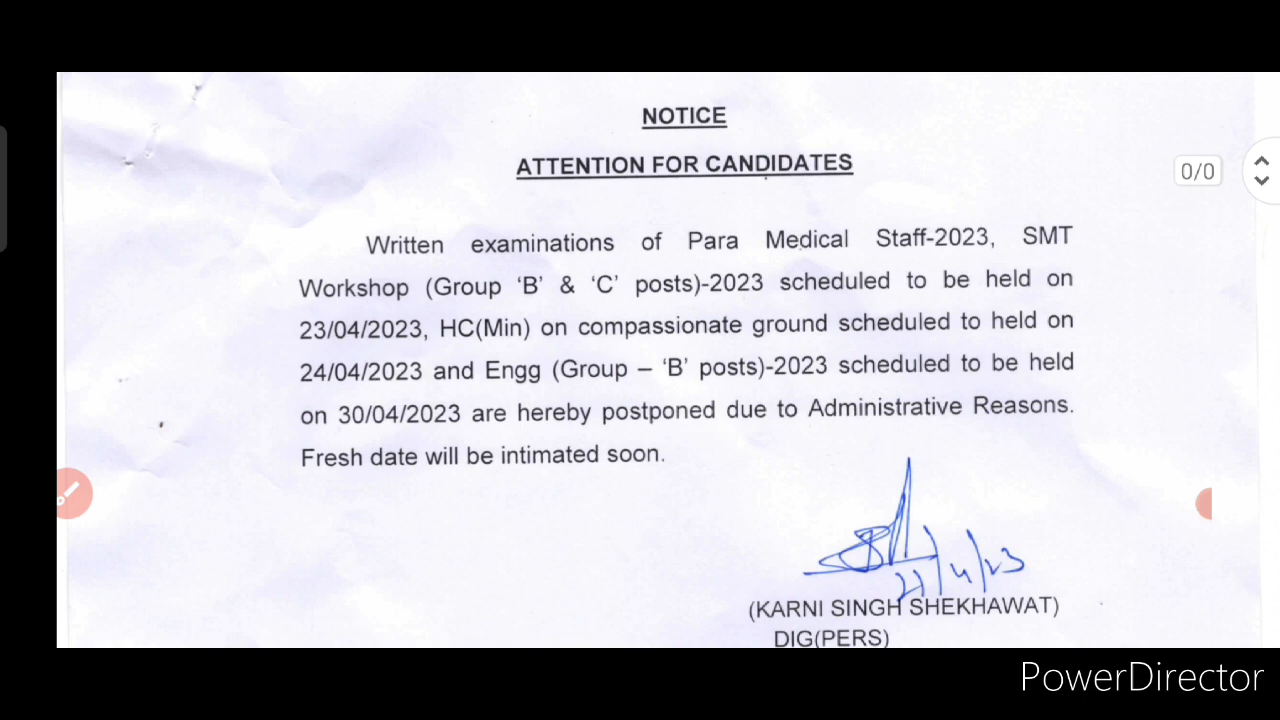 NOTICE
ATTENTION FOR CANDIDATES
0/0
Written examinations of Para Medical Staff-2023, SMT
Workshop (Group ‘B’ & ‘C’ posts)-2023 scheduled to be held on
23/04/2023, HC(Min) on compassionate ground scheduled to held on
24/04/2023 and Engg (Group – ‘B’ posts)-2023 scheduled to be held
on 30/04/2023 are hereby postponed due to Administrative Reasons.
Fresh date will be intimated soon.
(KARNI SINGH SHEKHAWAT)
DIG(PERS)
PowerDirector